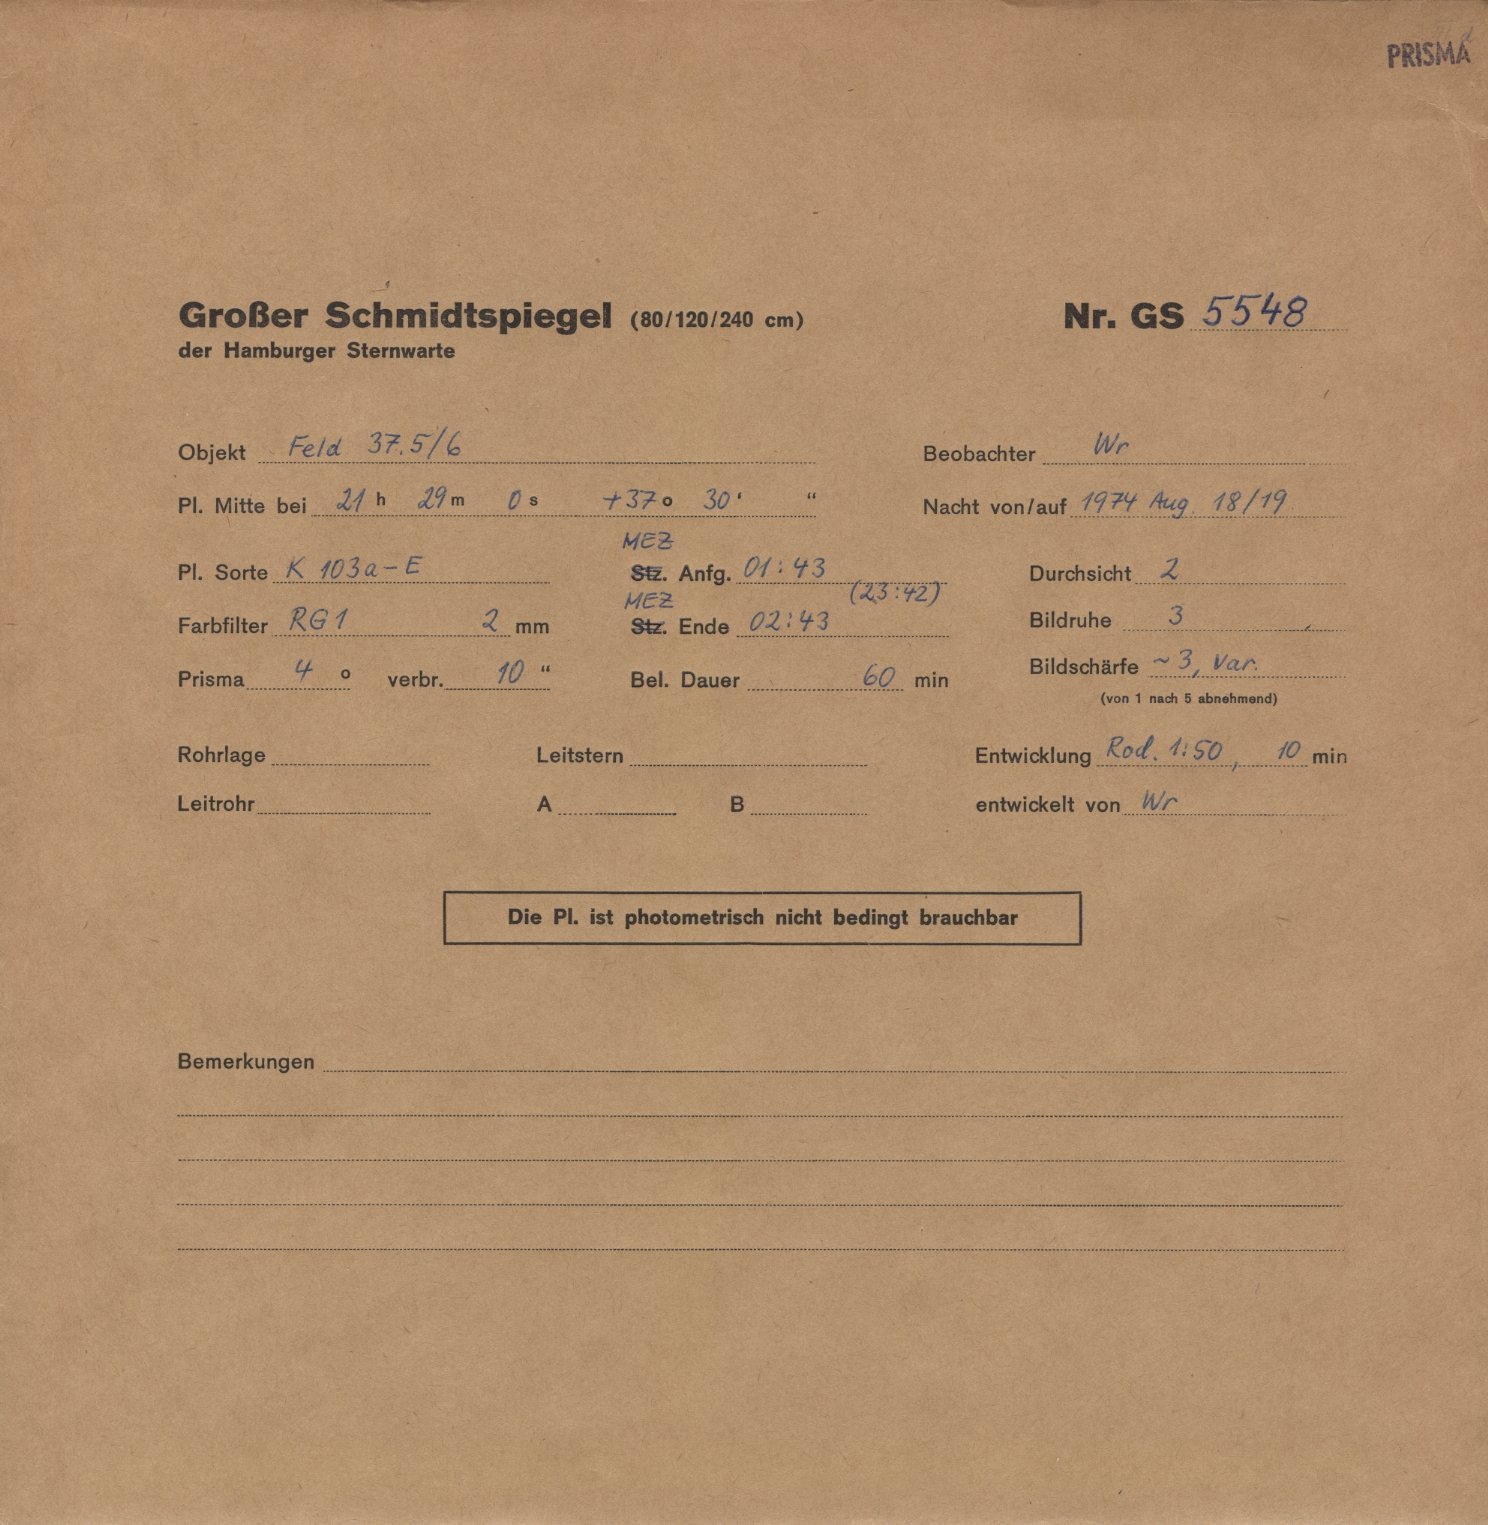 PRISMA
Großer Schmidtspiegel (80/120/240 cm) Nr. GS 5548
der Hamburger Sternwarte
Objekt Feld 37.5/6 Beobachter Wr
Pl. Mitte bei 21 h 29 m 0 s +37 o 30 ' “ Nacht von/auf 1974 Aug. 18/19
MEZ
Pl. Sorte K 103a-E Stz. Anfg. 01:43 Durchsicht 2
MEZ (23:42)
Farbfilter RG1 2 mm Stz. Ende 02:43 Bildruhe 3
Prisma 4 o verbr. 10 “ Bel. Dauer 60 min Bildschärfe ~3, var.
(von 1 nach 5 abnehmend)
Rohrlage Leitstern Entwicklung Rod. 1:50, 10 min
Leitrohr A B entwickelt von Wr
Die Pl. ist photometrisch nicht bedingt brauchbar
Bemerkungen